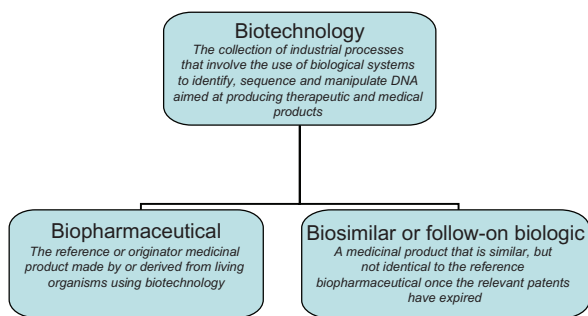 Biotechnology
The collection of industrial processes
that involve the use of biological systems
to identify, sequence and manipulate DNA
aimed at producing therapeutic and medical
products
Biopharmaceutical
The reference or originator medicinal
product made by or derived from living
organisms using biotechnology
Biosimilar or follow-on biologic
A medicinal product that is similar, but
not identical to the reference
biopharmaceutical once the relevant patents
have expired